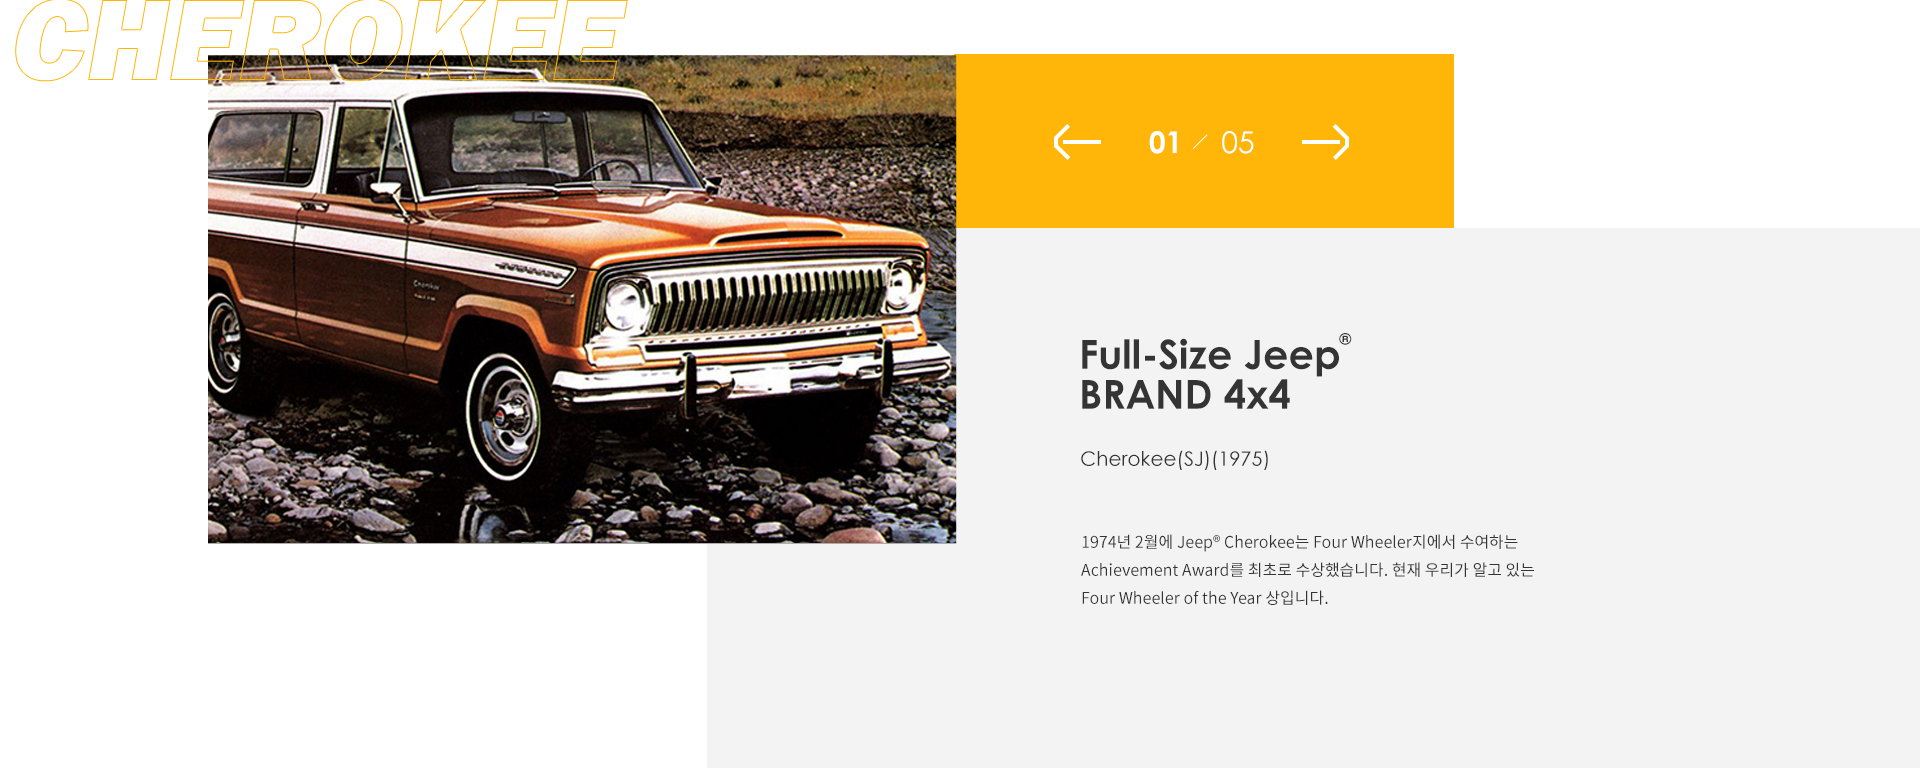 CHEROKEE
01 / 05
Full-Size Jeep®
BRAND 4x4
Cherokee(SJ)(1975)
1974년 2월에 Jeep® Cherokee는 Four Wheeler지에서 수여하는
Achievement Award를 최초로 수상했습니다. 현재 우리가 알고 있는
Four Wheeler of the Year 상입니다.
Cherokee